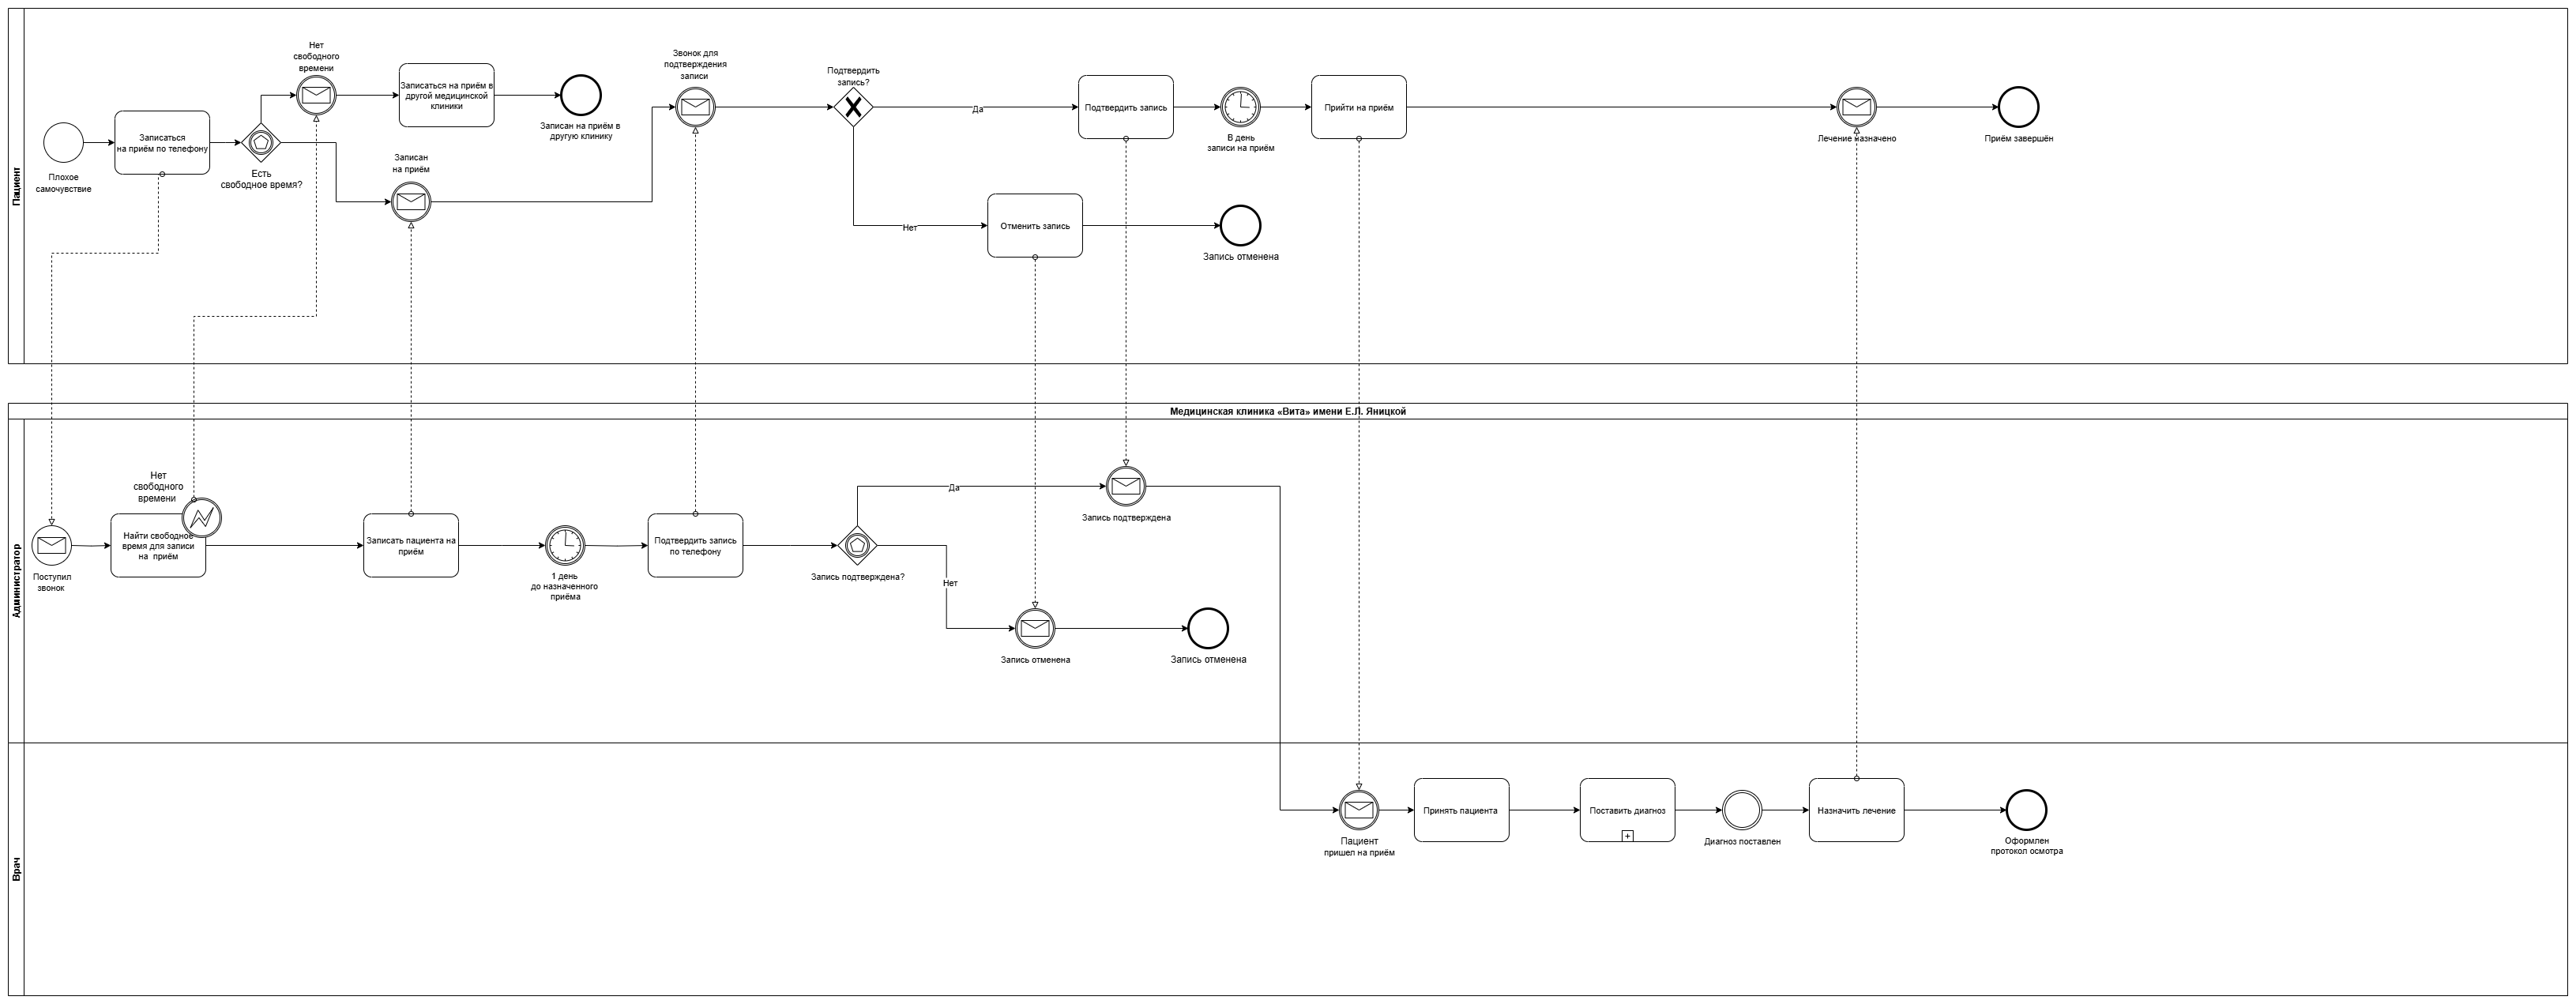 Пациент
Плохое
самочувствие
Записаться
на приём по телефону
Есть
свободное время?
Нет
свободного
времени
Записаться на приём в
другой медицинской
клиники
Записан на приём в
другую клинику
Записан
на приём
Звонок для
подтверждения
записи
Подтвердить
запись?
Да
Нет
Подтвердить запись
В день
записи на приём
Прийти на приём
Лечение назначено
Приём завершён
Отменить запись
Запись отменена
Медицинская клиника «Вита» имени Е.Л. Яницкой
Администратор
Поступил
звонок
Нет
свободного
времени
Найти свободное
время для записи
на приём
Записать пациента на
приём
1 день
до назначенного
приёма
Подтвердить запись
по телефону
Запись подтверждена?
Да
Нет
Запись подтверждена
Запись отменена
Запись отменена
Врач
Пациент
пришел на приём
Принять пациента
Поставить диагноз
Диагноз поставлен
Назначить лечение
Оформлен
протокол осмотра